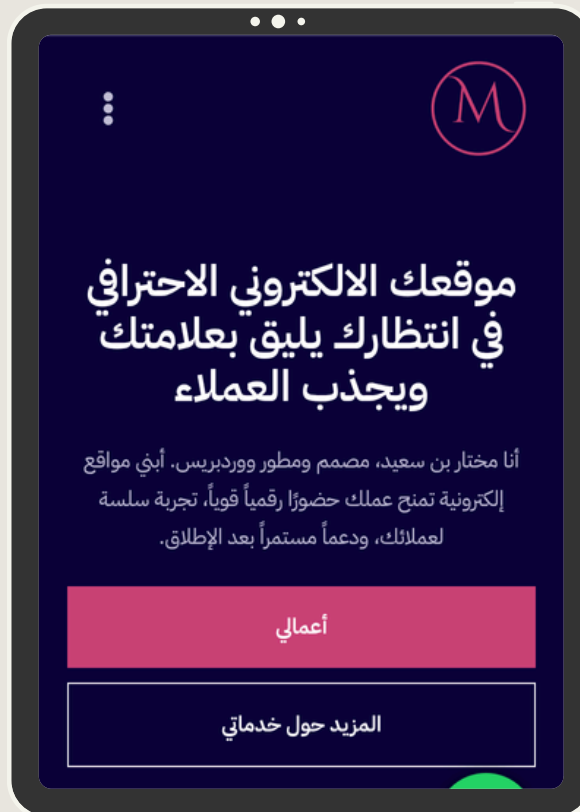 M
موقعك الالكتروني الاحترافي
في انتظارك يليق بعلامتك
ويجذب العملاء
أنا مختار بن سعيد، مصمم ومطور ووردبريس. أبني مواقع
إلكترونية تمنح عملك حضورًا رقمياً قوياً، تجربة سلسة
لعملائك، ودعماً مستمراً بعد الإطلاق.
أعمالي
المزيد حول خدماتي